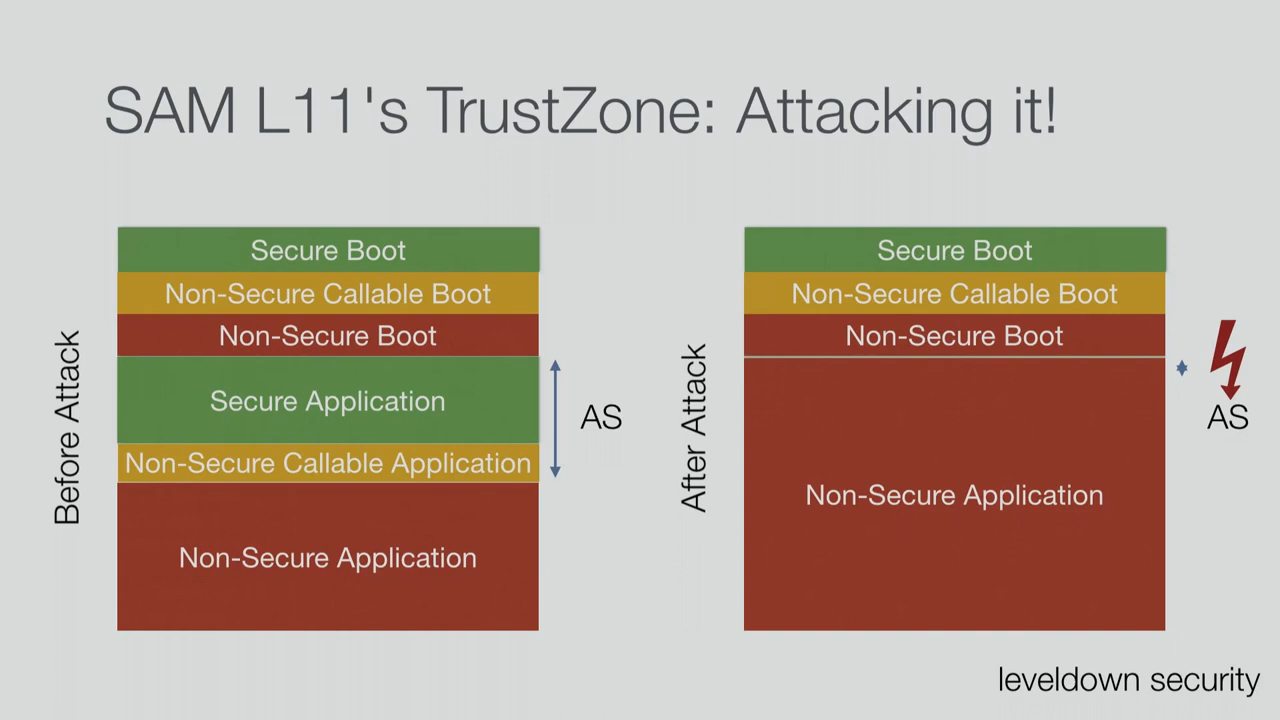 SAM L11's TrustZone: Attacking it!
Before Attack
Secure Boot
Non-Secure Callable Boot
Non-Secure Boot
Secure Application
Non-Secure Callable Application
Non-Secure Application
AS
After Attack
Secure Boot
Non-Secure Callable Boot
Non-Secure Boot
Non-Secure Application
AS
leveldown security